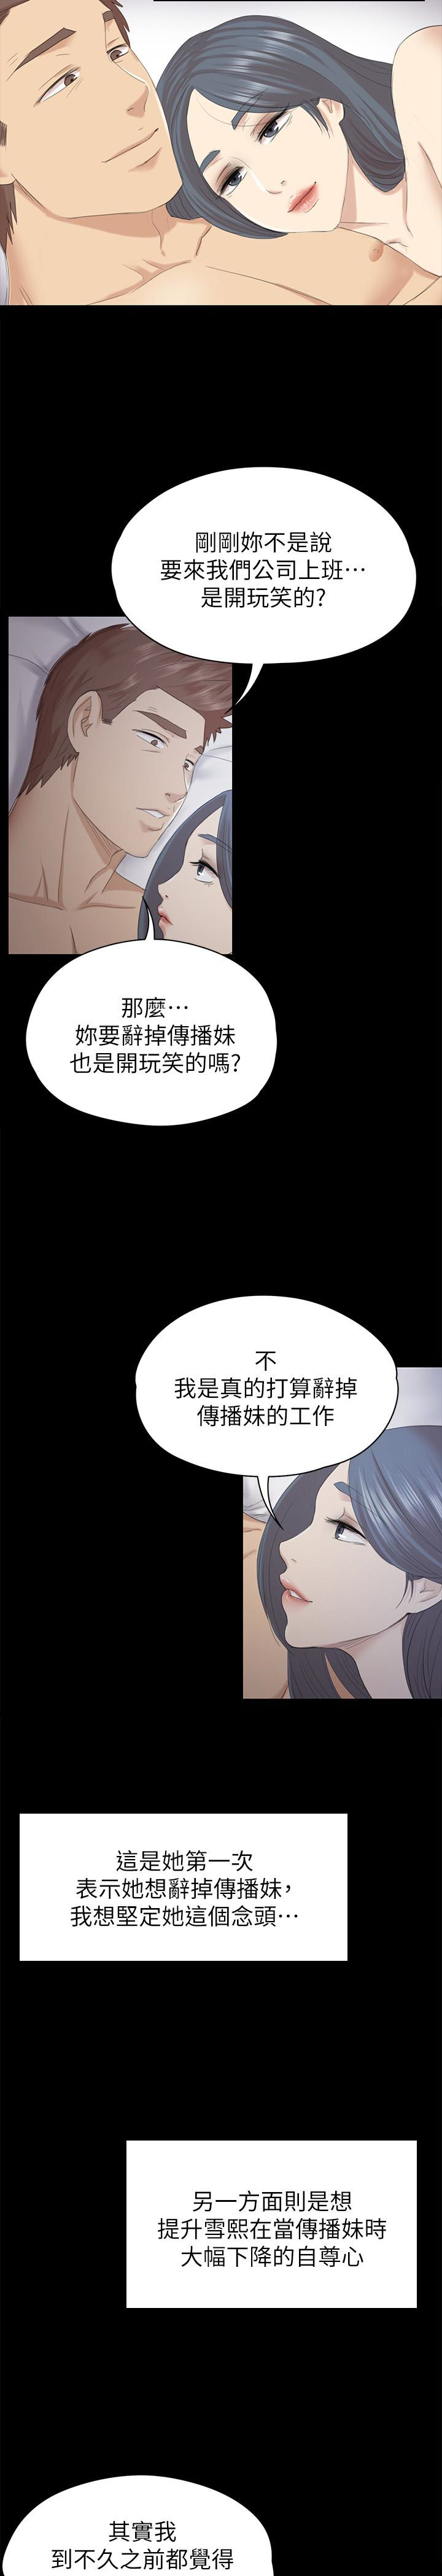 剛剛妳不是說
要來我們公司上班…
是開玩笑的?
那麼…
妳要辭掉傳播妹
也是開玩笑的嗎?
不
我是真的打算辭掉
傳播妹的工作
這是她第一次
表示她想辭掉傳播妹，
我想堅定她這個念頭…
另一方面則是想
提升雪熙在當傳播妹時
大幅下降的自尊心
其實我
到不久之前都覺得